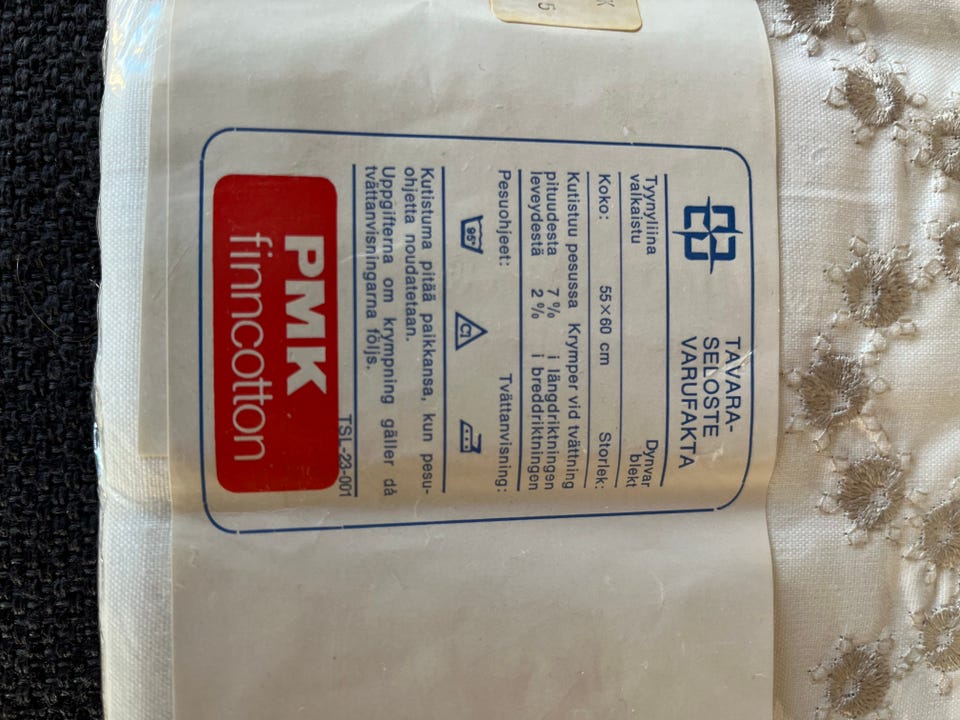 TAVARA-
SELOSTE
VARUFAKTA
Tyynyliina Dynvar
valkaistu blekt
Koko: 55 x 60 cm Storlek:
Kutistuu pesussa Krymper vid tvättning
pituudesta 7 % i längdriktningen
leveydestä 2 % i breddriktningen
Pesuohjeet: Tvättanvisning:
95°
Cl
Kutistuma pitää paikkansa, kun pesu-
ohjetta noudatetaan.
Uppgifterna om krympning gäller då
tvättanvisningarna följs.
TSL-23-001
PMK
finncotton